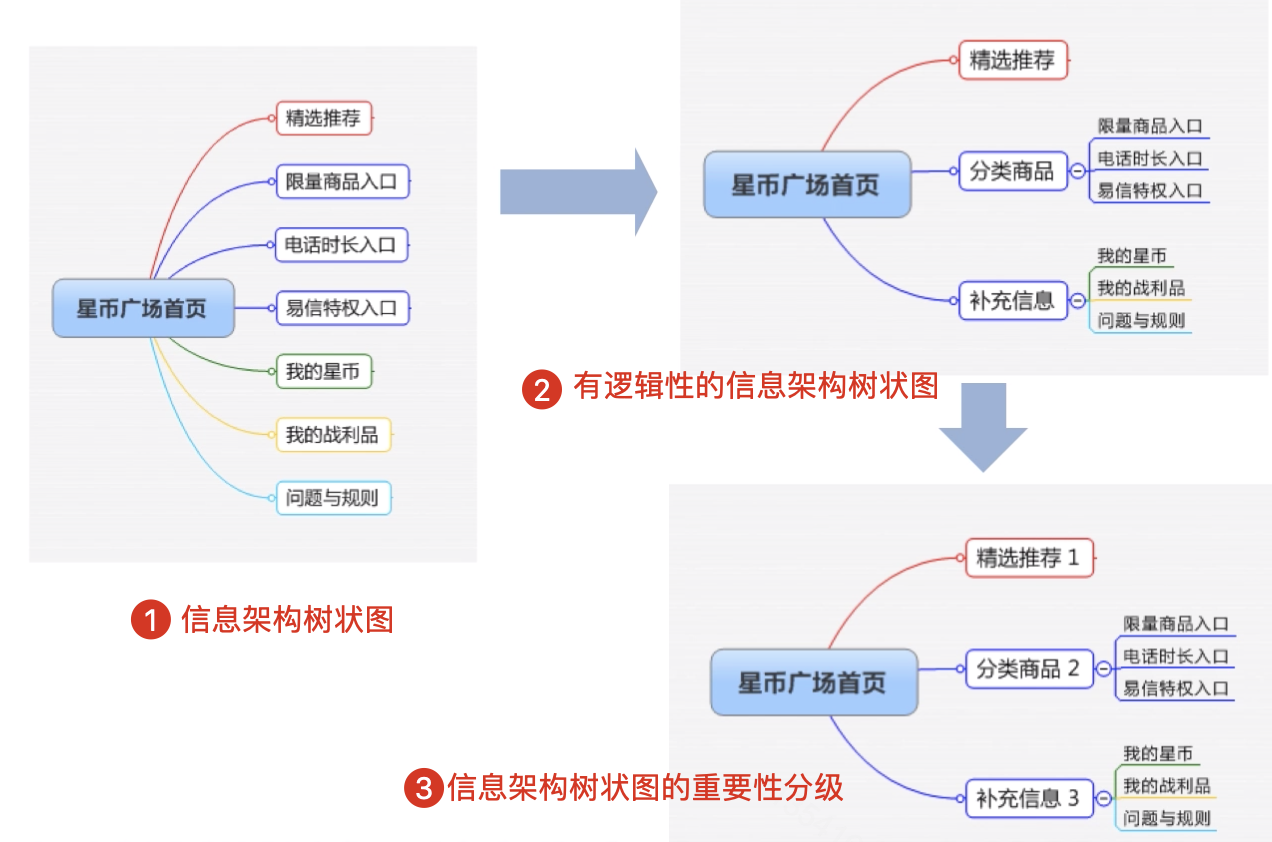 精选推荐
限量商品入口
电话时长入口
星币广场首页
易信特权入口
我的星币
我的战利品
问题与规则
1 信息架构树状图
精选推荐
星币广场首页
分类商品
限量商品入口
电话时长入口
易信特权入口
补充信息
我的星币
我的战利品
问题与规则
2 有逻辑性的信息架构树状图
精选推荐 1
星币广场首页
分类商品 2
限量商品入口
电话时长入口
易信特权入口
补充信息 3
我的星币
我的战利品
问题与规则
3 信息架构树状图的重要性分级